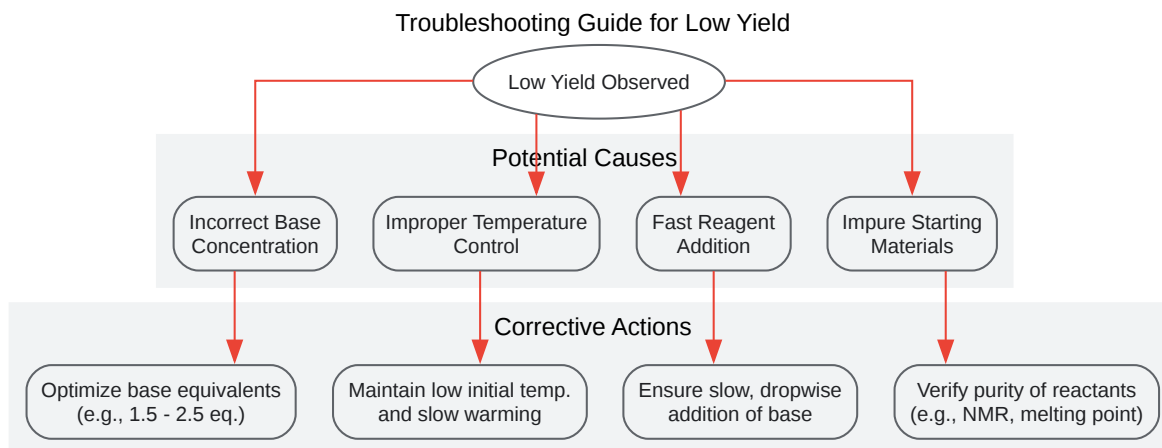 Troubleshooting Guide for Low Yield
Low Yield Observed
Potential Causes
Incorrect Base
Concentration
Improper Temperature
Control
Fast Reagent
Addition
Impure Starting
Materials
Corrective Actions
Optimize base equivalents
(e.g., 1.5 - 2.5 eq.)
Maintain low initial temp.
and slow warming
Ensure slow, dropwise
addition of base
Verify purity of reactants
(e.g., NMR, melting point)